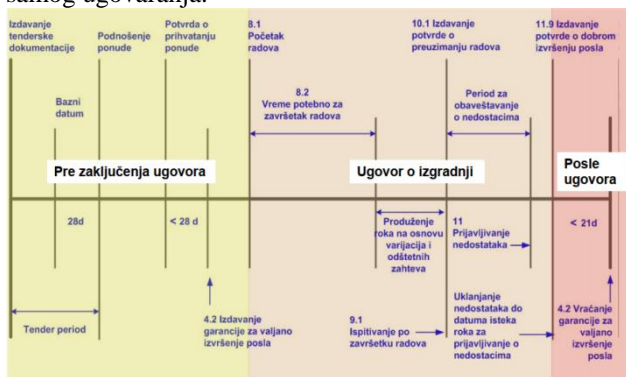 samog ugovaranja.
Izdavanje
tenderske
dokumentacije
Podnošenje
ponude
Potvrda o
prihvatanju
ponude
8.1
Početak
radova
10.1 Izdavanje
potvrde o
preuzimanju radova
11.9 Izdavanje
potvrde o dobrom
izvršenju posla
Bazni
datum
8.2
Vreme potebno za
završetak radova
Period za
obaveštavanje
o nedostacima
Pre zaključenja ugovora
Ugovor o izgradnji
Posle
ugovora
28d
< 28 d
Produženje
roka na osnovu
varijacija i
odštetnih
zahteva
11
Prijavljivanje
nedostataka
< 21d
Tender period
4.2 Izdavanje
garancije za valjano
izvršenje posla
9.1
Ispitivanje po
završetku radova
Uklanjanje
nedostataka do
datuma isteka
roka za
prijavljivanje o
nedostacima
4.2 Vraćanje
garancije za
valjano
izvršenje
posla